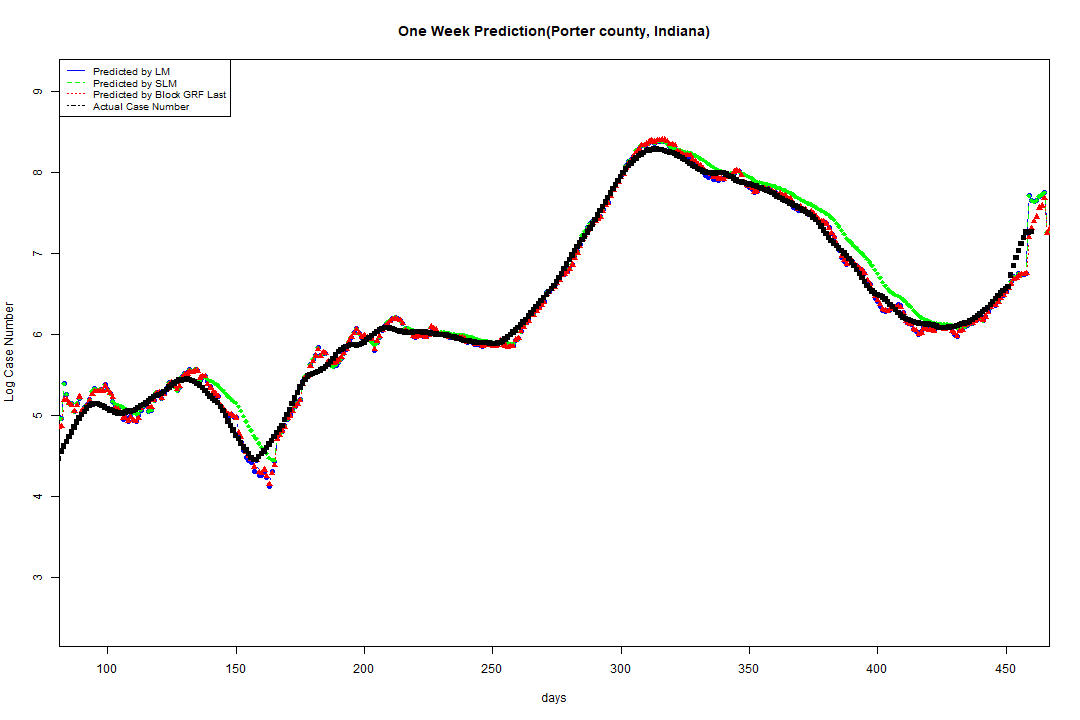 One Week Prediction(Porter county, Indiana)
Predicted by LM
Predicted by SLM
Predicted by Block GRF Last
Actual Case Number
9
8
7
6
5
4
3
Log Case Number
100 150 200 250 300 350 400 450
days